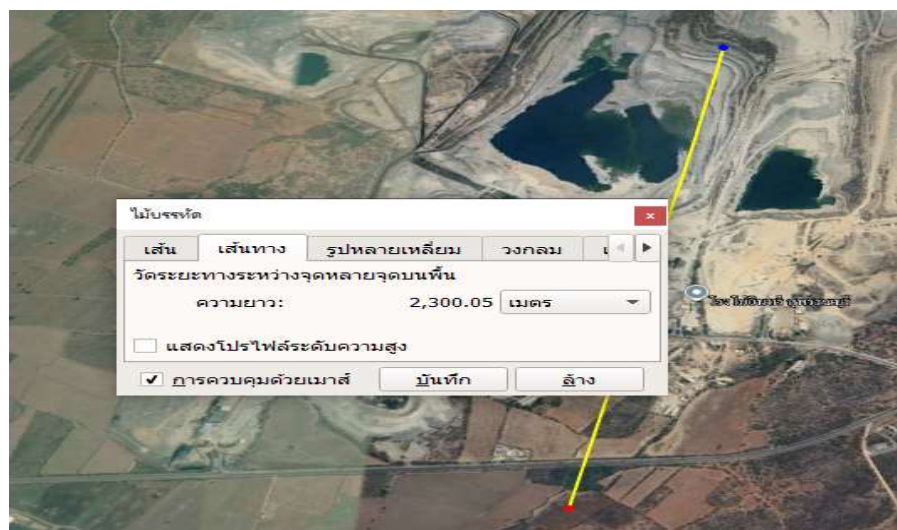 ไม้บรรทัด
เส้น เส้นทาง รูปหลายเหลี่ยม วงกลม
วัดระยะทางระหว่างจุดหลายจุดบนพื้น
ความยาว: 2,300.05 เมตร
แสดงโปรไฟล์ระดับความสูง
การควบคุมด้วยเมาส์ บันทึก ล้าง